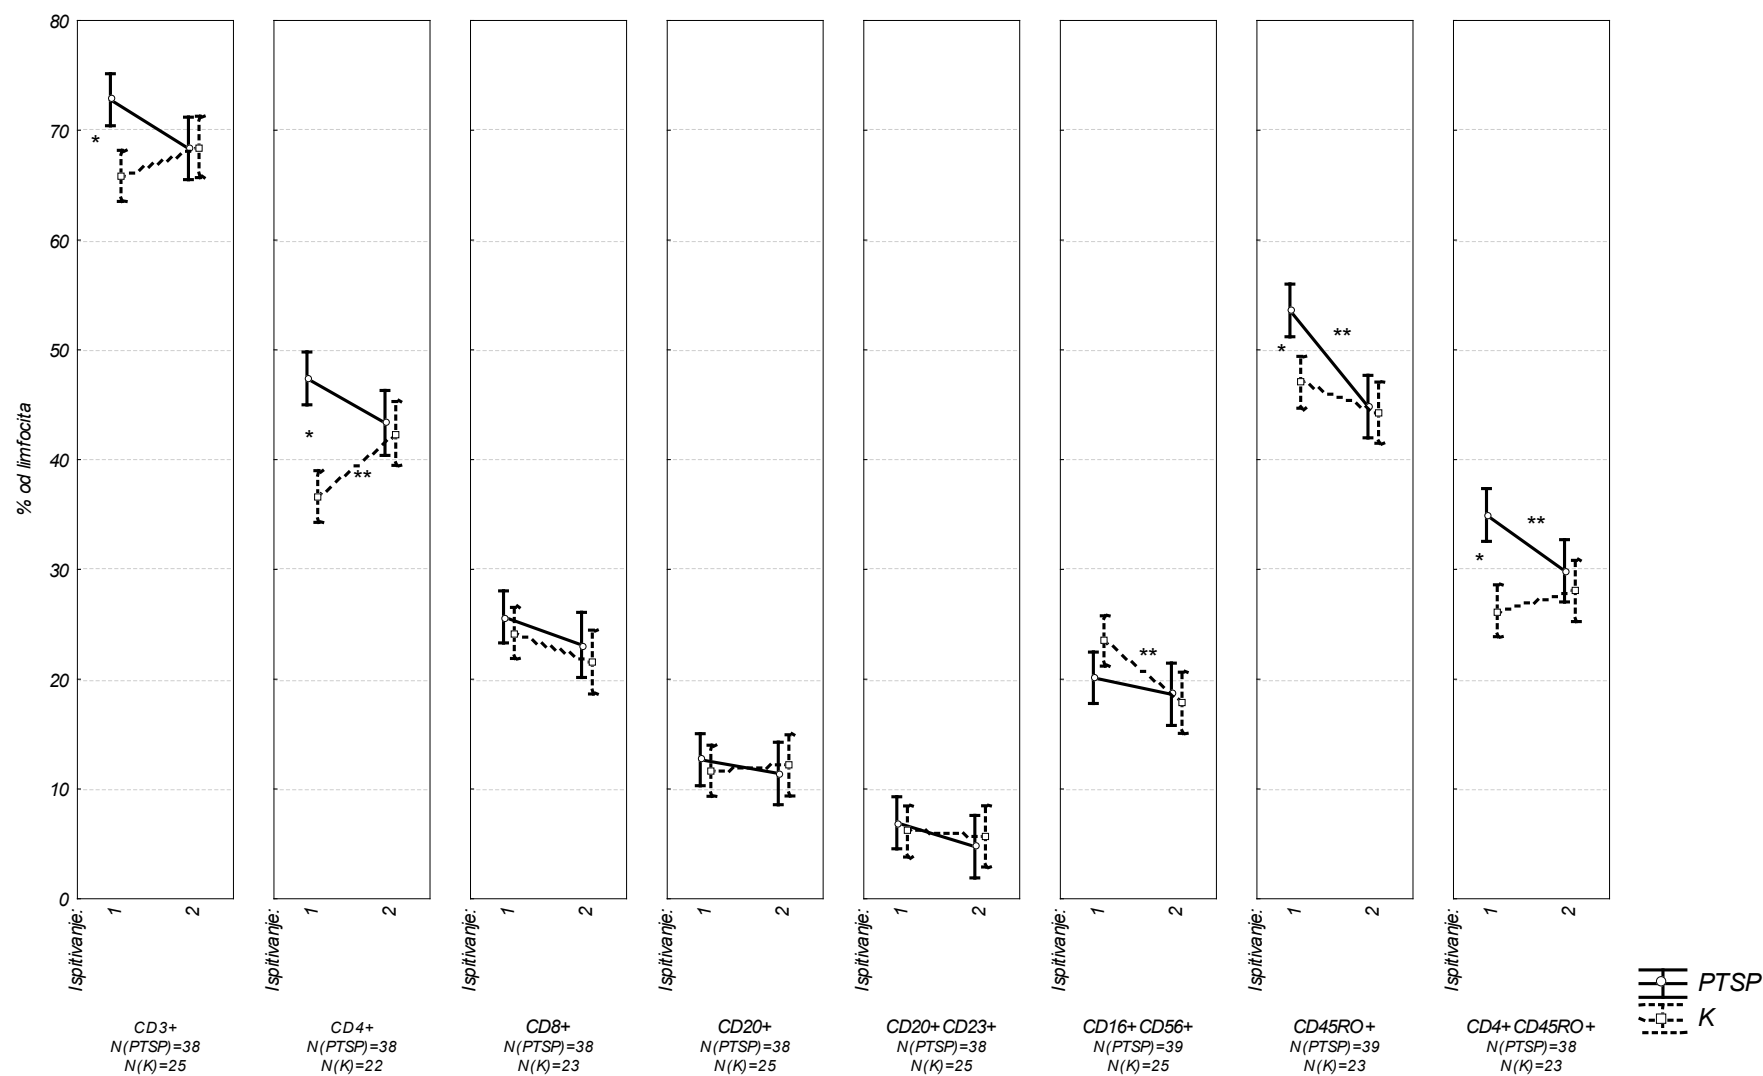 80
70
60
50
40
30
20
10
0
% od limfocita
*
*
**
**
*
**
*
**
Ispitivanje: 1 2
Ispitivanje: 1 2
Ispitivanje: 1 2
Ispitivanje: 1 2
Ispitivanje: 1 2
Ispitivanje: 1 2
Ispitivanje: 1 2
Ispitivanje: 1 2
CD3+
N(PTSP)=38
N(K)=25
CD4+
N(PTSP)=38
N(K)=22
CD8+
N(PTSP)=38
N(K)=23
CD20+
N(PTSP)=38
N(K)=25
CD20+CD23+
N(PTSP)=38
N(K)=25
CD16+CD56+
N(PTSP)=39
N(K)=25
CD45RO+
N(PTSP)=39
N(K)=23
CD4+CD45RO+
N(PTSP)=38
N(K)=23
PTSP
K